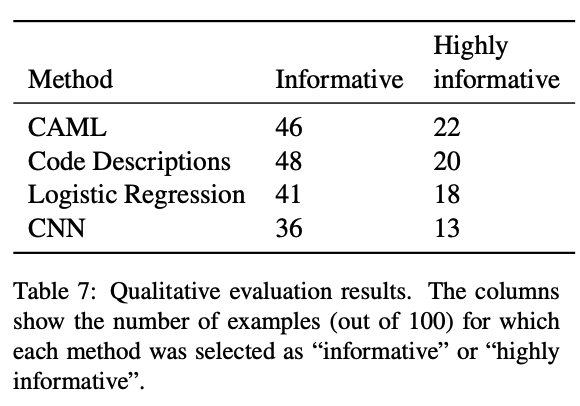 Highly
Method Informative informative
CAML 46 22
Code Descriptions 48 20
Logistic Regression 41 18
CNN 36 13
Table 7: Qualitative evaluation results. The columns
show the number of examples (out of 100) for which
each method was selected as “informative” or “highly
informative”.